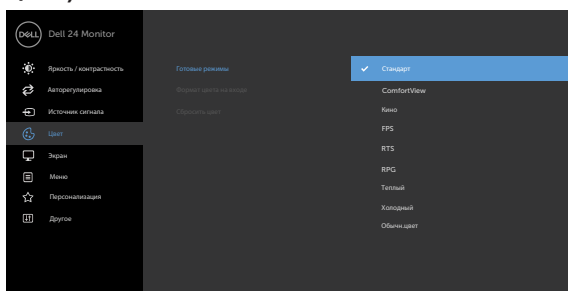 DELL
Dell 24 Monitor
Яркость / контрастность
Авторегулировка
Источник сигнала
Цвет
Экран
Меню
Персонализация
Другое
Готовые режимы
Формат цвета на входе
Сбросить цвет
Стандарт
ComfortView
Кино
FPS
RTS
RPG
Теплый
Холодный
Обычн.цвет